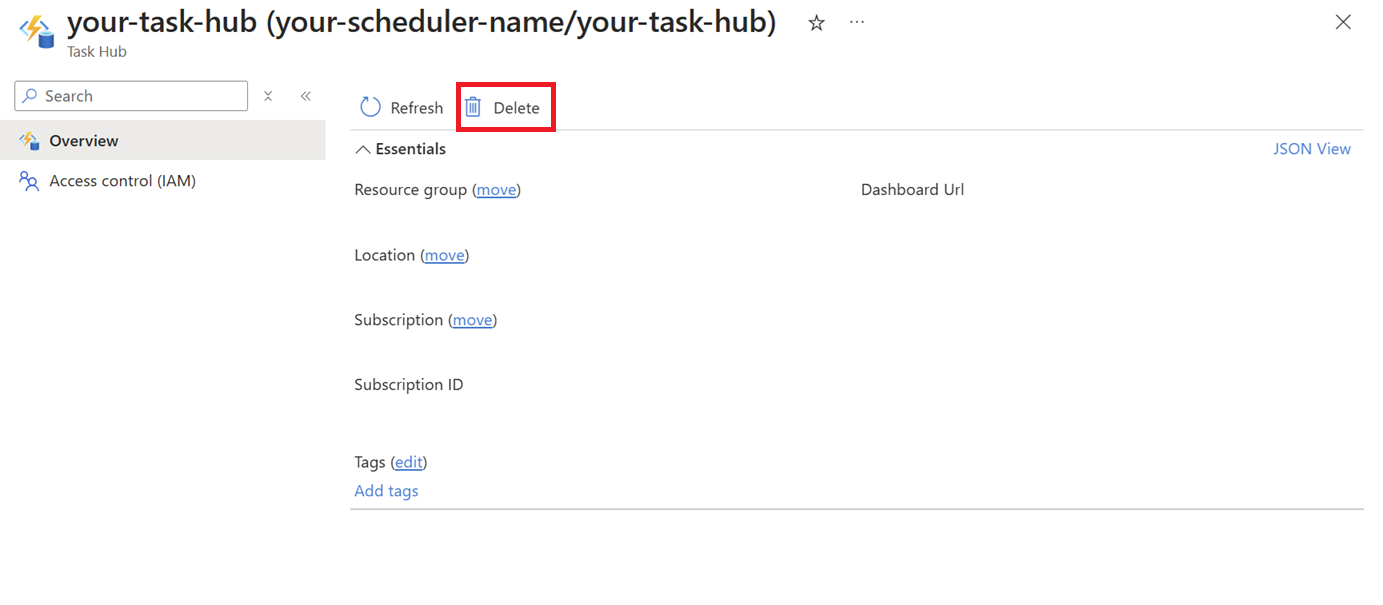 your-task-hub (your-scheduler-name/your-task-hub)
Task Hub
Search
Overview
Access control (IAM)
Refresh
Delete
Essentials
JSON View
Resource group (move)
Dashboard Url
Location (move)
Subscription (move)
Subscription ID
Tags (edit)
Add tags